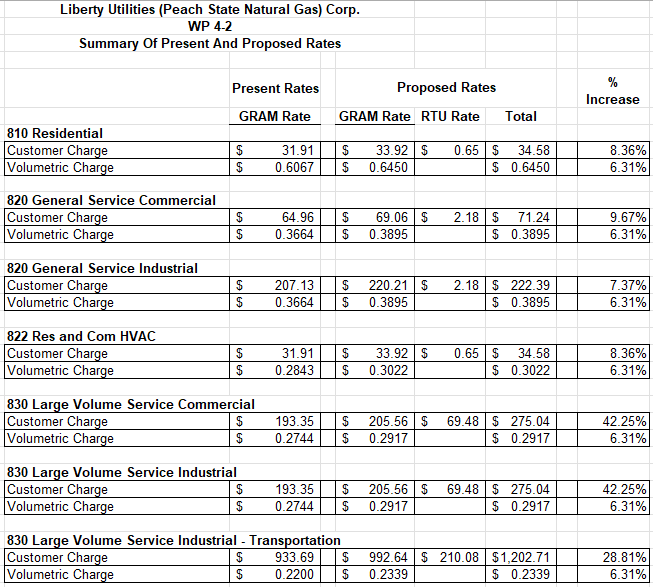 Liberty Utilities (Peach State Natural Gas) Corp.
WP 4-2
Summary Of Present And Proposed Rates
Present Rates Proposed Rates % Increase
GRAM Rate GRAM Rate RTU Rate Total
810 Residential
Customer Charge $ 31.91 $ 33.92 $ 0.65 $ 34.58 8.36%
Volumetric Charge $ 0.6067 $ 0.6450 $ 0.6450 6.31%
820 General Service Commercial
Customer Charge $ 64.96 $ 69.06 $ 2.18 $ 71.24 9.67%
Volumetric Charge $ 0.3664 $ 0.3895 $ 0.3895 6.31%
820 General Service Industrial
Customer Charge $ 207.13 $ 220.21 $ 2.18 $ 222.39 7.37%
Volumetric Charge $ 0.3664 $ 0.3895 $ 0.3895 6.31%
822 Res and Com HVAC
Customer Charge $ 31.91 $ 33.92 $ 0.65 $ 34.58 8.36%
Volumetric Charge $ 0.2843 $ 0.3022 $ 0.3022 6.31%
830 Large Volume Service Commercial
Customer Charge $ 193.35 $ 205.56 $ 69.48 $ 275.04 42.25%
Volumetric Charge $ 0.2744 $ 0.2917 $ 0.2917 6.31%
830 Large Volume Service Industrial
Customer Charge $ 193.35 $ 205.56 $ 69.48 $ 275.04 42.25%
Volumetric Charge $ 0.2744 $ 0.2917 $ 0.2917 6.31%
830 Large Volume Service Industrial - Transportation
Customer Charge $ 933.69 $ 992.64 $ 210.08 $1,202.71 28.81%
Volumetric Charge $ 0.2200 $ 0.2339 $ 0.2339 6.31%